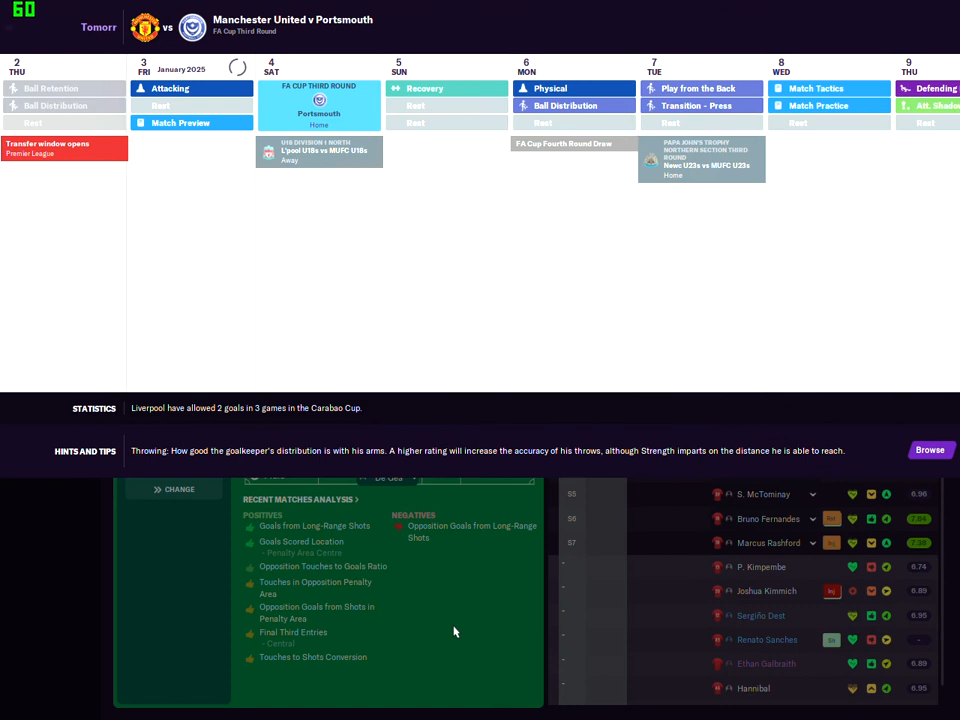 60
Tomorr
vs
Manchester United v Portsmouth
FA Cup Third Round
2
THU
3
FRI January 2025
4
SAT
5
SUN
6
MON
7
TUE
8
WED
9
THU
Ball Retention
Attacking
FA CUP THIRD ROUND
Portsmouth
Home
Recovery
Physical
Play from the Back
Match Tactics
Defending
Ball Distribution
Rest
Rest
Ball Distribution
Transition - Press
Match Practice
Att. Shado
Rest
Match Preview
Rest
Rest
Rest
Rest
Rest
Transfer window opens
Premier League
U18 DIVISION 1 NORTH
L'pool U18s vs MUFC U18s
Away
FA Cup Fourth Round Draw
PAPA JOHN'S TROPHY
NORTHERN SECTION THIRD
ROUND
Newc U23s vs MUFC U23s
Home
STATISTICS
Liverpool have allowed 2 goals in 3 games in the Carabao Cup.
HINTS AND TIPS
Throwing: How good the goalkeeper's distribution is with his arms. A higher rating will increase the accuracy of his throws, although Strength imparts on the distance he is able to reach.
Browse
De Gea
CHANGE
RECENT MATCHES ANALYSIS >
POSITIVES
Goals from Long-Range Shots
Goals Scored Location
- Penalty Area Centre
Opposition Touches to Goals Ratio
Touches in Opposition Penalty
Area
Opposition Goals from Shots in
Penalty Area
Final Third Entries
- Central
Touches to Shots Conversion
NEGATIVES
Opposition Goals from Long-Range
Shots
S5 S. McTominay 6.96
S6 Bruno Fernandes 7.64
S7 Marcus Rashford 7.38
- P. Kimpembe 6.74
- Joshua Kimmich Inj 6.89
- Sergiño Dest 6.95
- Renato Sanches -
- Ethan Galbraith 6.89
- Hannibal 6.95